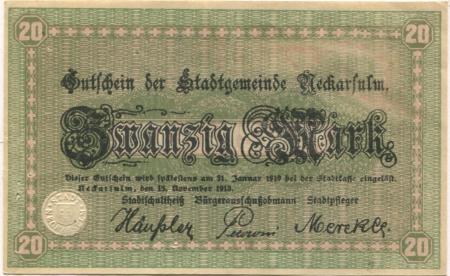 20 20
Gutschein der Stadtgemeinde Neckarsulm.
Zwanzig Mark
Dieser Gutschein wird spätestens am 31. Januar 1919 bei der Stadtkasse eingelöst.
Neckarsulm, den 15. November 1918.
Stadtschultheiß Bürgerausschußobmann Stadtpfleger
Häußler Merckle
20 20